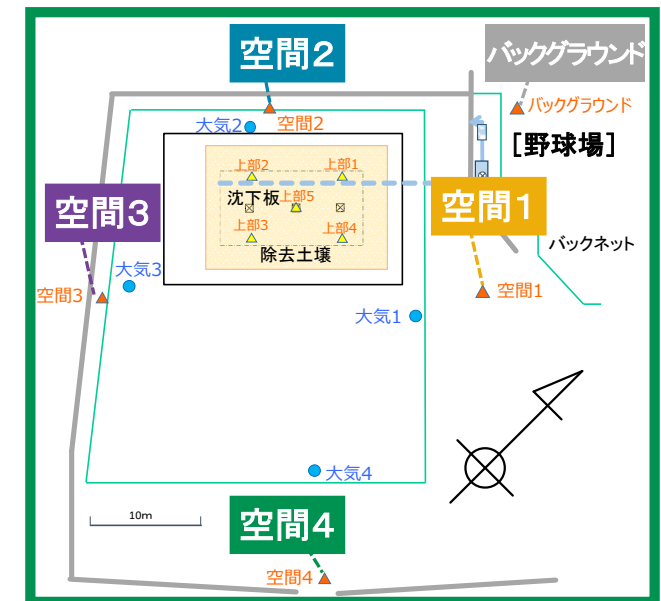 空間2
バックグラウンド
バックグラウンド
大気2
空間2
[野球場]
上部2
上部1
空間3
沈下板
上部5
空間1
上部3
上部4
バックネット
除去土壌
大気3
空間3
空間1
大気1
大気4
10m
空間4
空間4